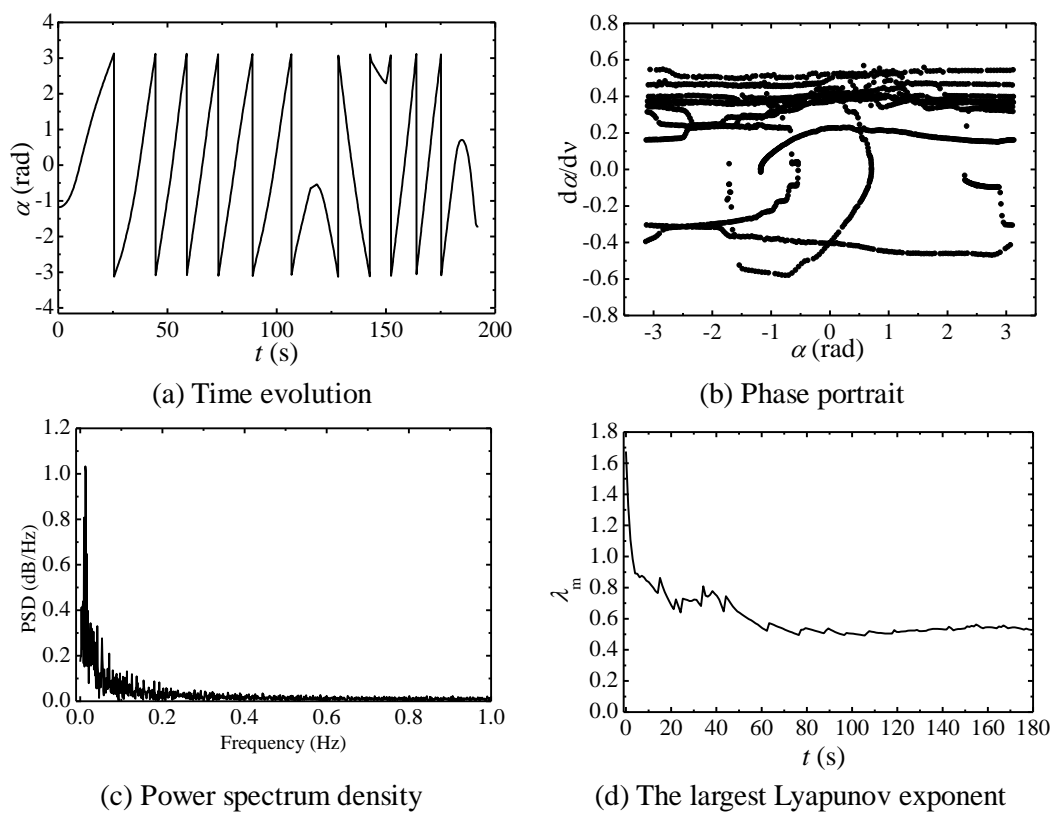 4
3
2
1
0
-1
-2
-3
-4
α (rad)
0 50 100 150 200
t (s)
(a) Time evolution
0.8
0.6
0.4
0.2
0.0
-0.2
-0.4
-0.6
-0.8
dα/dν
-3 -2 -1 0 1 2 3
α (rad)
(b) Phase portrait
1.2
1.0
0.8
0.6
0.4
0.2
0.0
PSD (dB/Hz)
0.0 0.2 0.4 0.6 0.8 1.0
Frequency (Hz)
(c) Power spectrum density
1.8
1.6
1.4
1.2
1.0
0.8
0.6
0.4
0.2
0.0
λm
0 20 40 60 80 100 120 140 160 180
t (s)
(d) The largest Lyapunov exponent